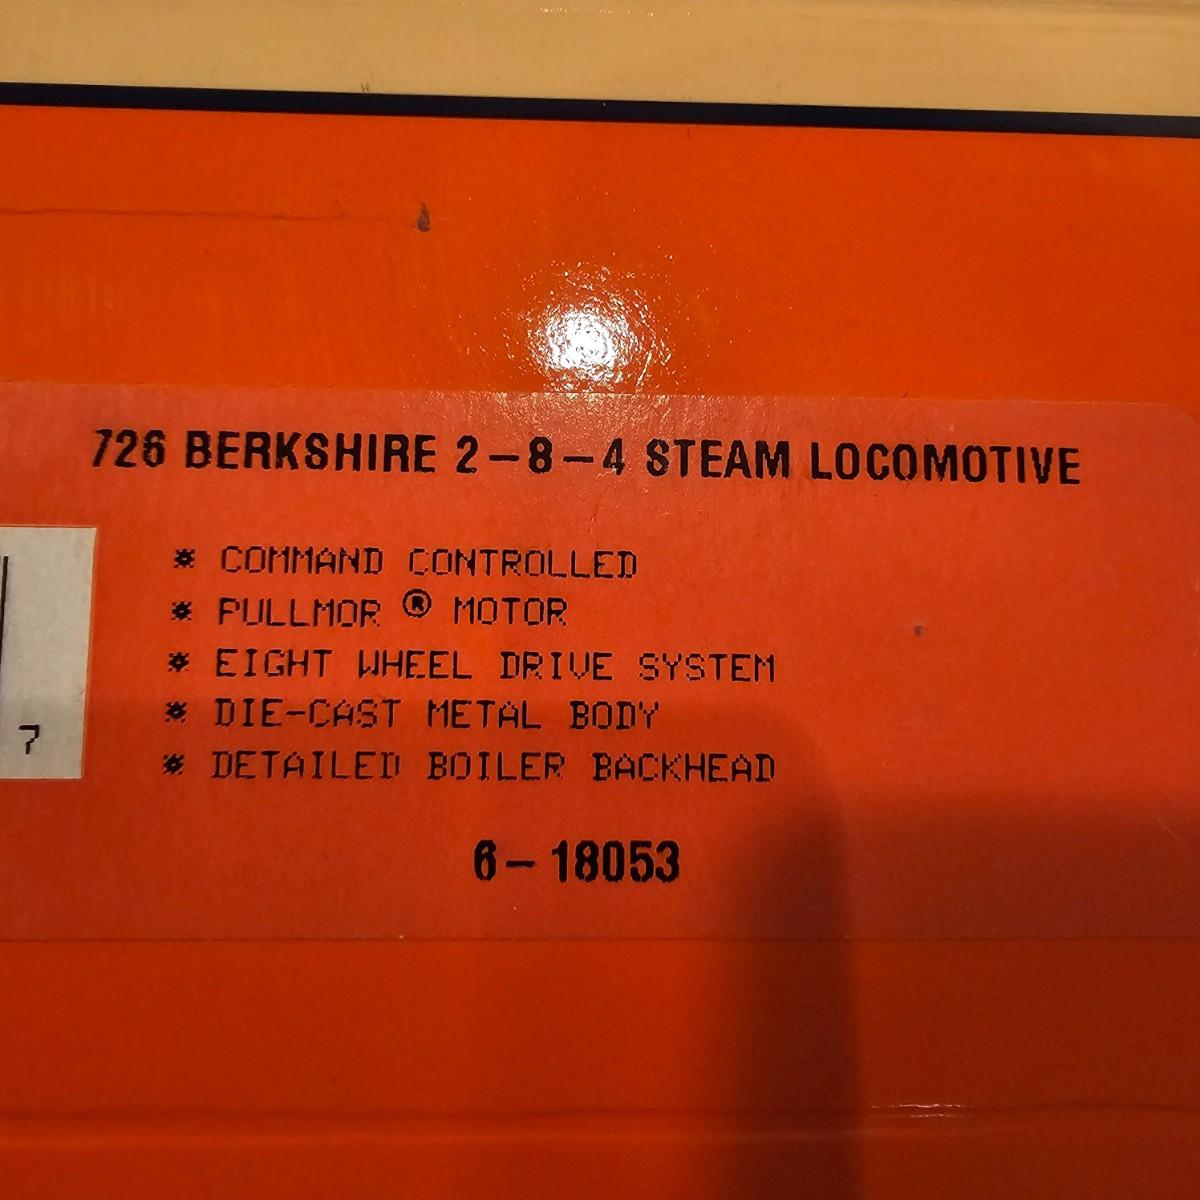 726 BERKSHIRE 2-8-4 STEAM LOCOMOTIVE
* COMMAND CONTROLLED
* PULLMOR ® MOTOR
* EIGHT WHEEL DRIVE SYSTEM
* DIE-CAST METAL BODY
* DETAILED BOILER BACKHEAD
7
6-18053